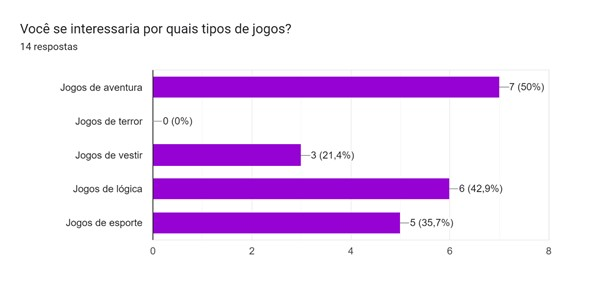 Você se interessaria por quais tipos de jogos?
14 respostas
Jogos de aventura
7 (50%)
Jogos de terror
0 (0%)
Jogos de vestir
3 (21,4%)
Jogos de lógica
6 (42,9%)
Jogos de esporte
5 (35,7%)
0 2 4 6 8